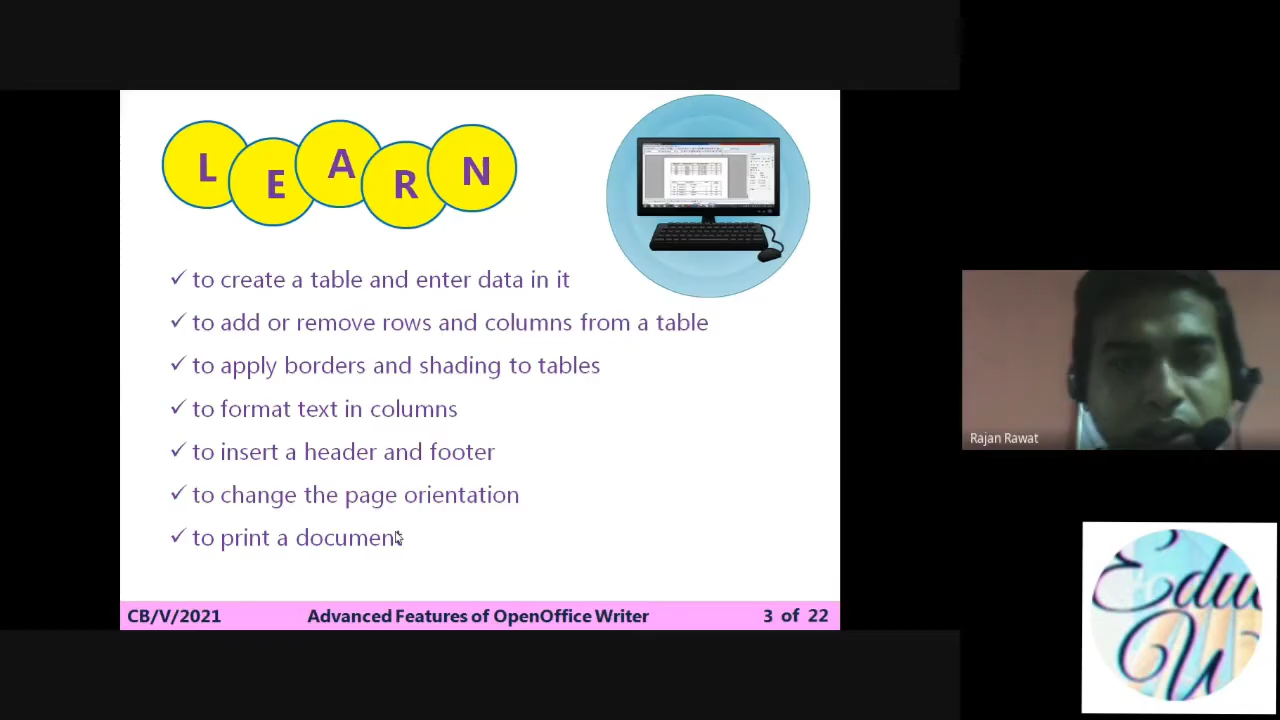 LEARN
✓ to create a table and enter data in it
✓ to add or remove rows and columns from a table
✓ to apply borders and shading to tables
✓ to format text in columns
✓ to insert a header and footer
✓ to change the page orientation
✓ to print a document
CB/V/2021 Advanced Features of OpenOffice Writer 3 of 22
Rajan Rawat
Edu